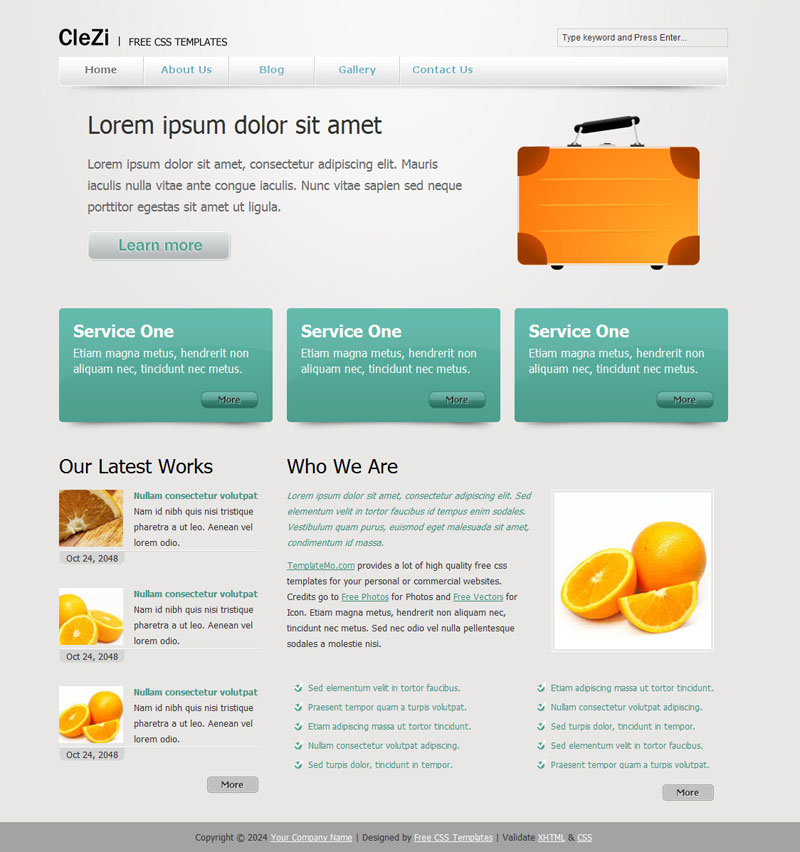 CleZi | FREE CSS TEMPLATES
Type keyword and Press Enter...
Home About Us Blog Gallery Contact Us
Lorem ipsum dolor sit amet
Lorem ipsum dolor sit amet, consectetur adipiscing elit. Mauris
iaculis nulla vitae ante congue iaculis. Nunc vitae sapien sed neque
porttitor egestas sit amet ut ligula.
Learn more
Service One
Etiam magna metus, hendrerit non
aliquam nec, tincidunt nec metus.
More
Service One
Etiam magna metus, hendrerit non
aliquam nec, tincidunt nec metus.
More
Service One
Etiam magna metus, hendrerit non
aliquam nec, tincidunt nec metus.
More
Our Latest Works
Nullam consectetur volutpat
Nam id nibh quis nisi tristique
pharetra a ut leo. Aenean vel
lorem odio.
Oct 24, 2048
Nullam consectetur volutpat
Nam id nibh quis nisi tristique
pharetra a ut leo. Aenean vel
lorem odio.
Oct 24, 2048
Nullam consectetur volutpat
Nam id nibh quis nisi tristique
pharetra a ut leo. Aenean vel
lorem odio.
Oct 24, 2048
More
Who We Are
Lorem ipsum dolor sit amet, consectetur adipiscing elit. Sed
elementum velit in tortor faucibus id tempus enim sodales.
Vestibulum quam purus, euismod eget malesuada sit amet,
condimentum id massa.
TemplateMo.com provides a lot of high quality free css
templates for your personal or commercial websites.
Credits go to Free Photos for Photos and Free Vectors for
Icon. Etiam magna metus, hendrerit non aliquam nec,
tincidunt nec metus. Sed nec odio vel nulla pellentesque
sodales a molestie nisi.
Sed elementum velit in tortor faucibus.
Praesent tempor quam a turpis volutpat.
Etiam adipiscing massa ut tortor tincidunt.
Nullam consectetur volutpat adipiscing.
Sed turpis dolor, tincidunt in tempor.
Etiam adipiscing massa ut tortor tincidunt.
Nullam consectetur volutpat adipiscing.
Sed turpis dolor, tincidunt in tempor.
Sed elementum velit in tortor faucibus.
Praesent tempor quam a turpis volutpat.
More
Copyright © 2024 Your Company Name | Designed by Free CSS Templates | Validate XHTML & CSS